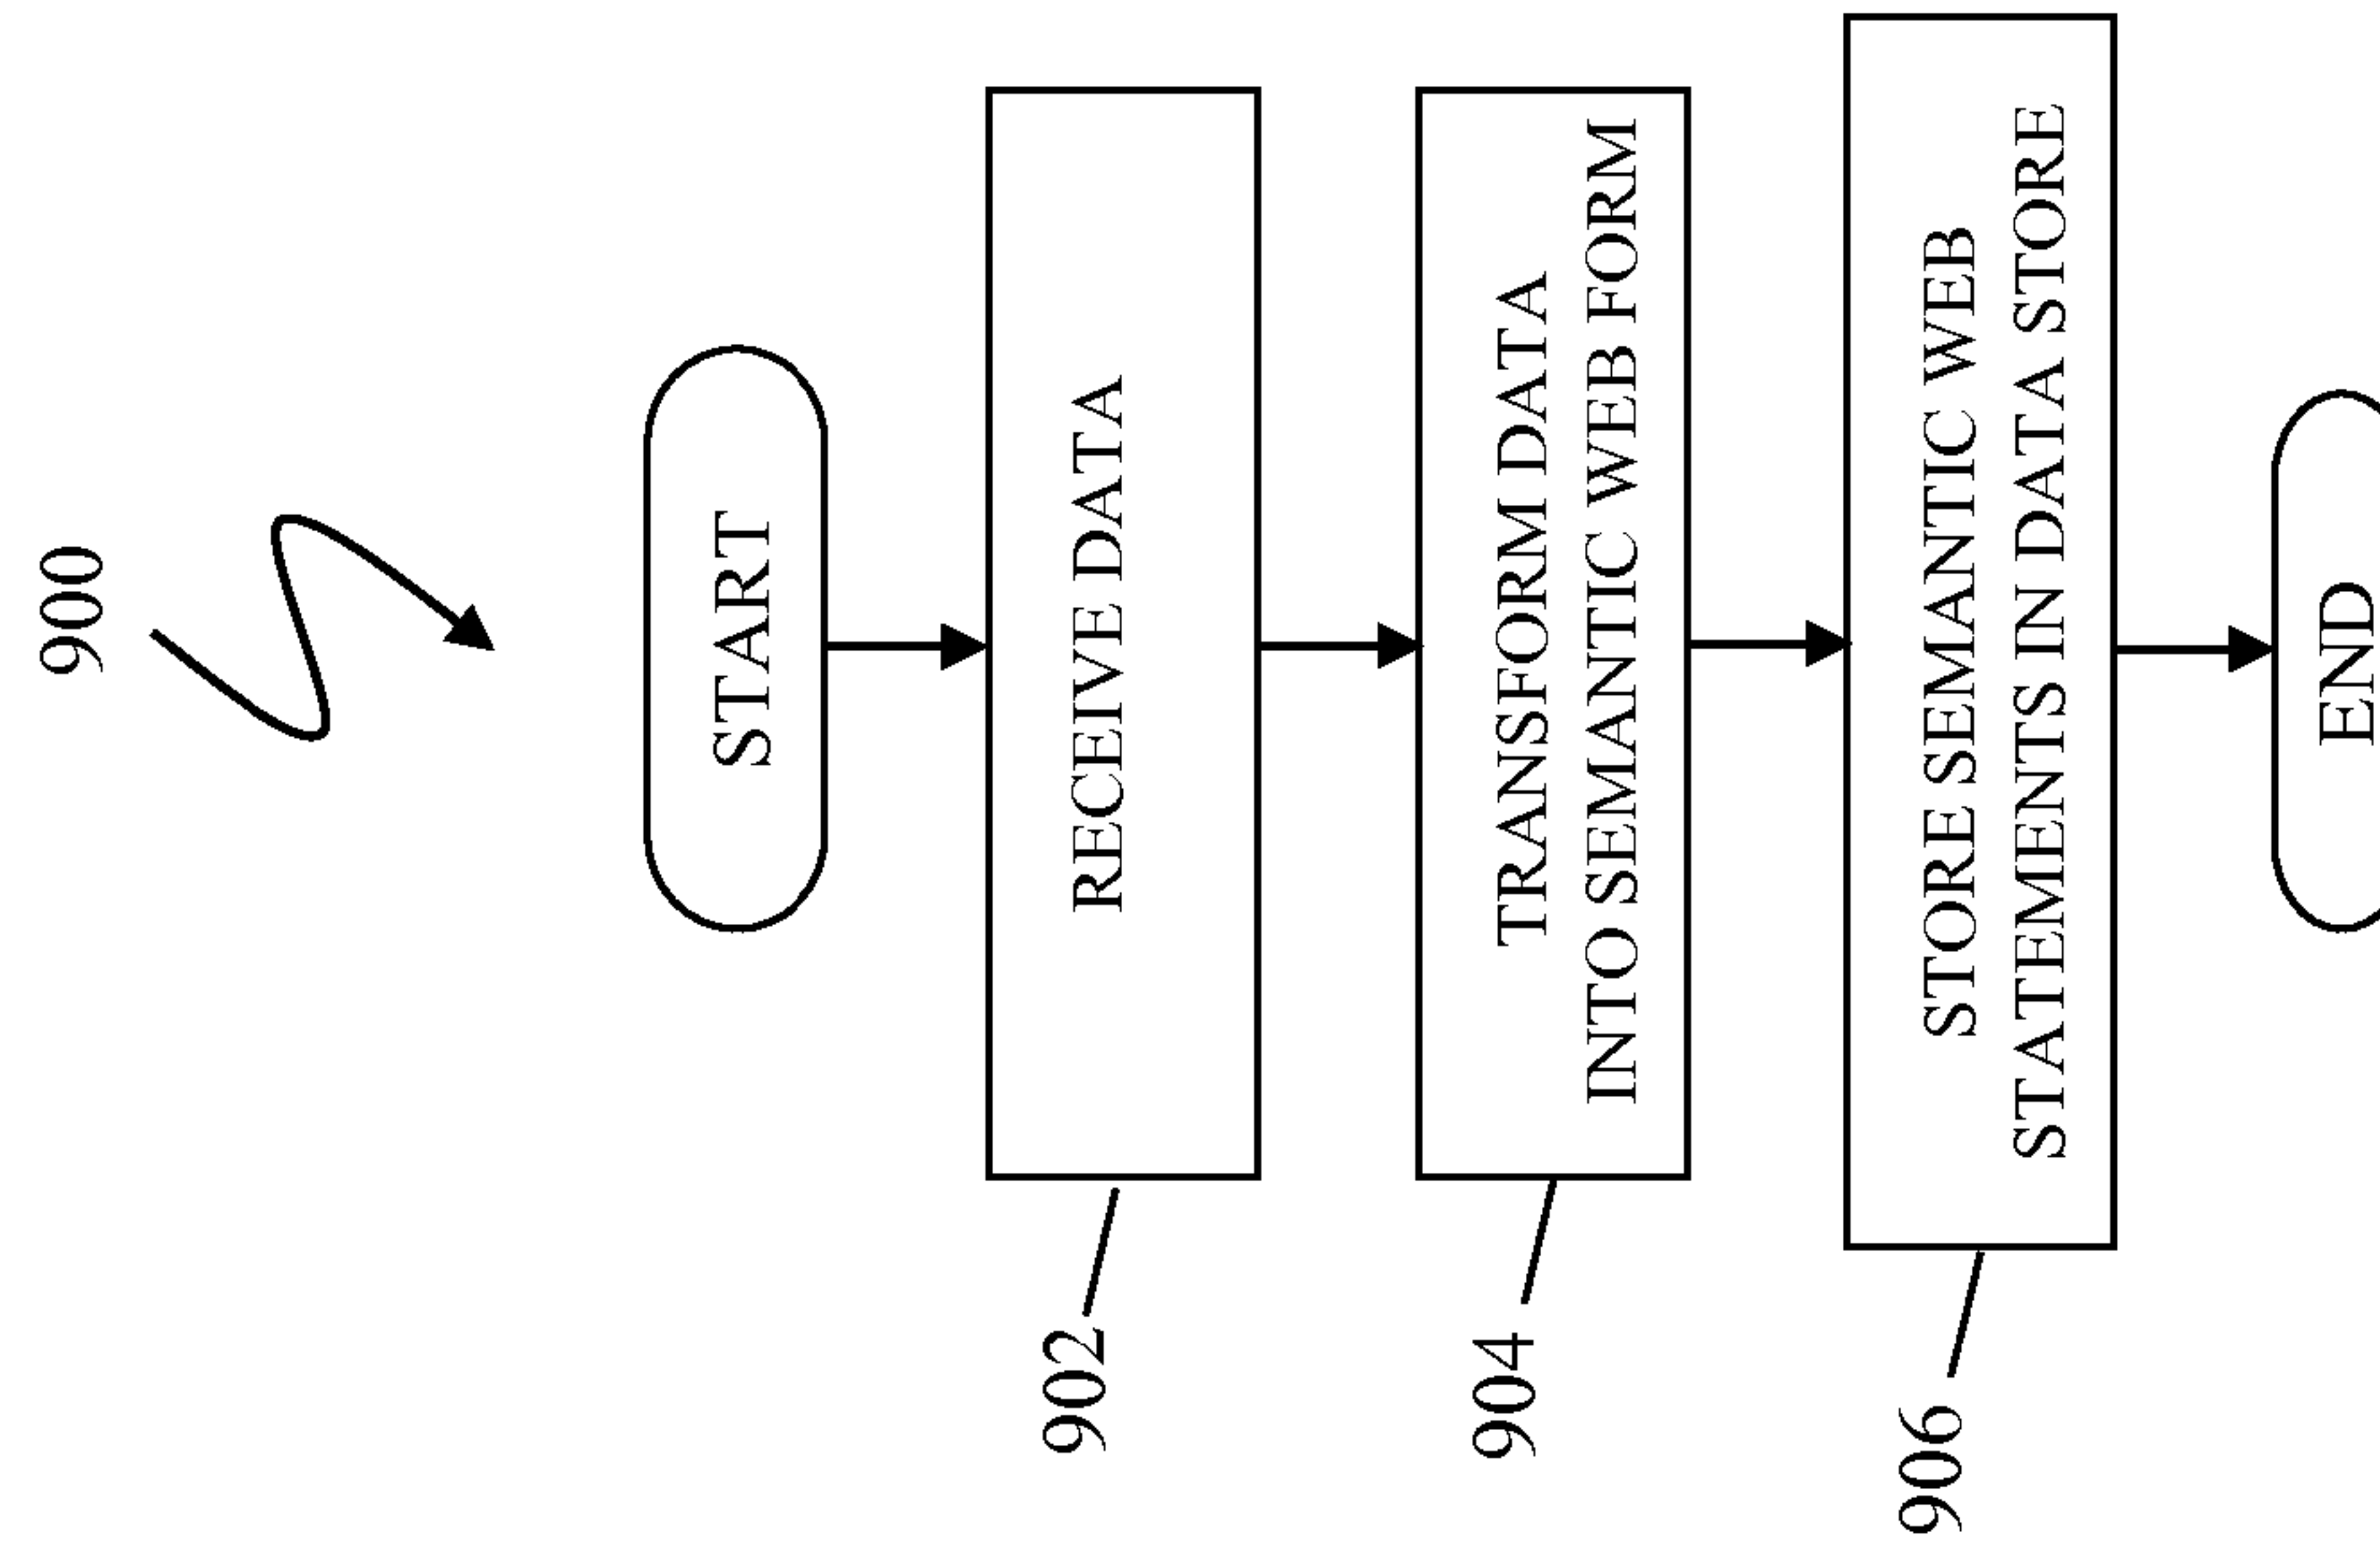 900
START
RECEIVE DATA
902
TRANSFORM DATA
INTO SEMANTIC WEB FORM
904
STORE SEMANTIC WEB
STATEMENTS IN DATA STORE
906
END